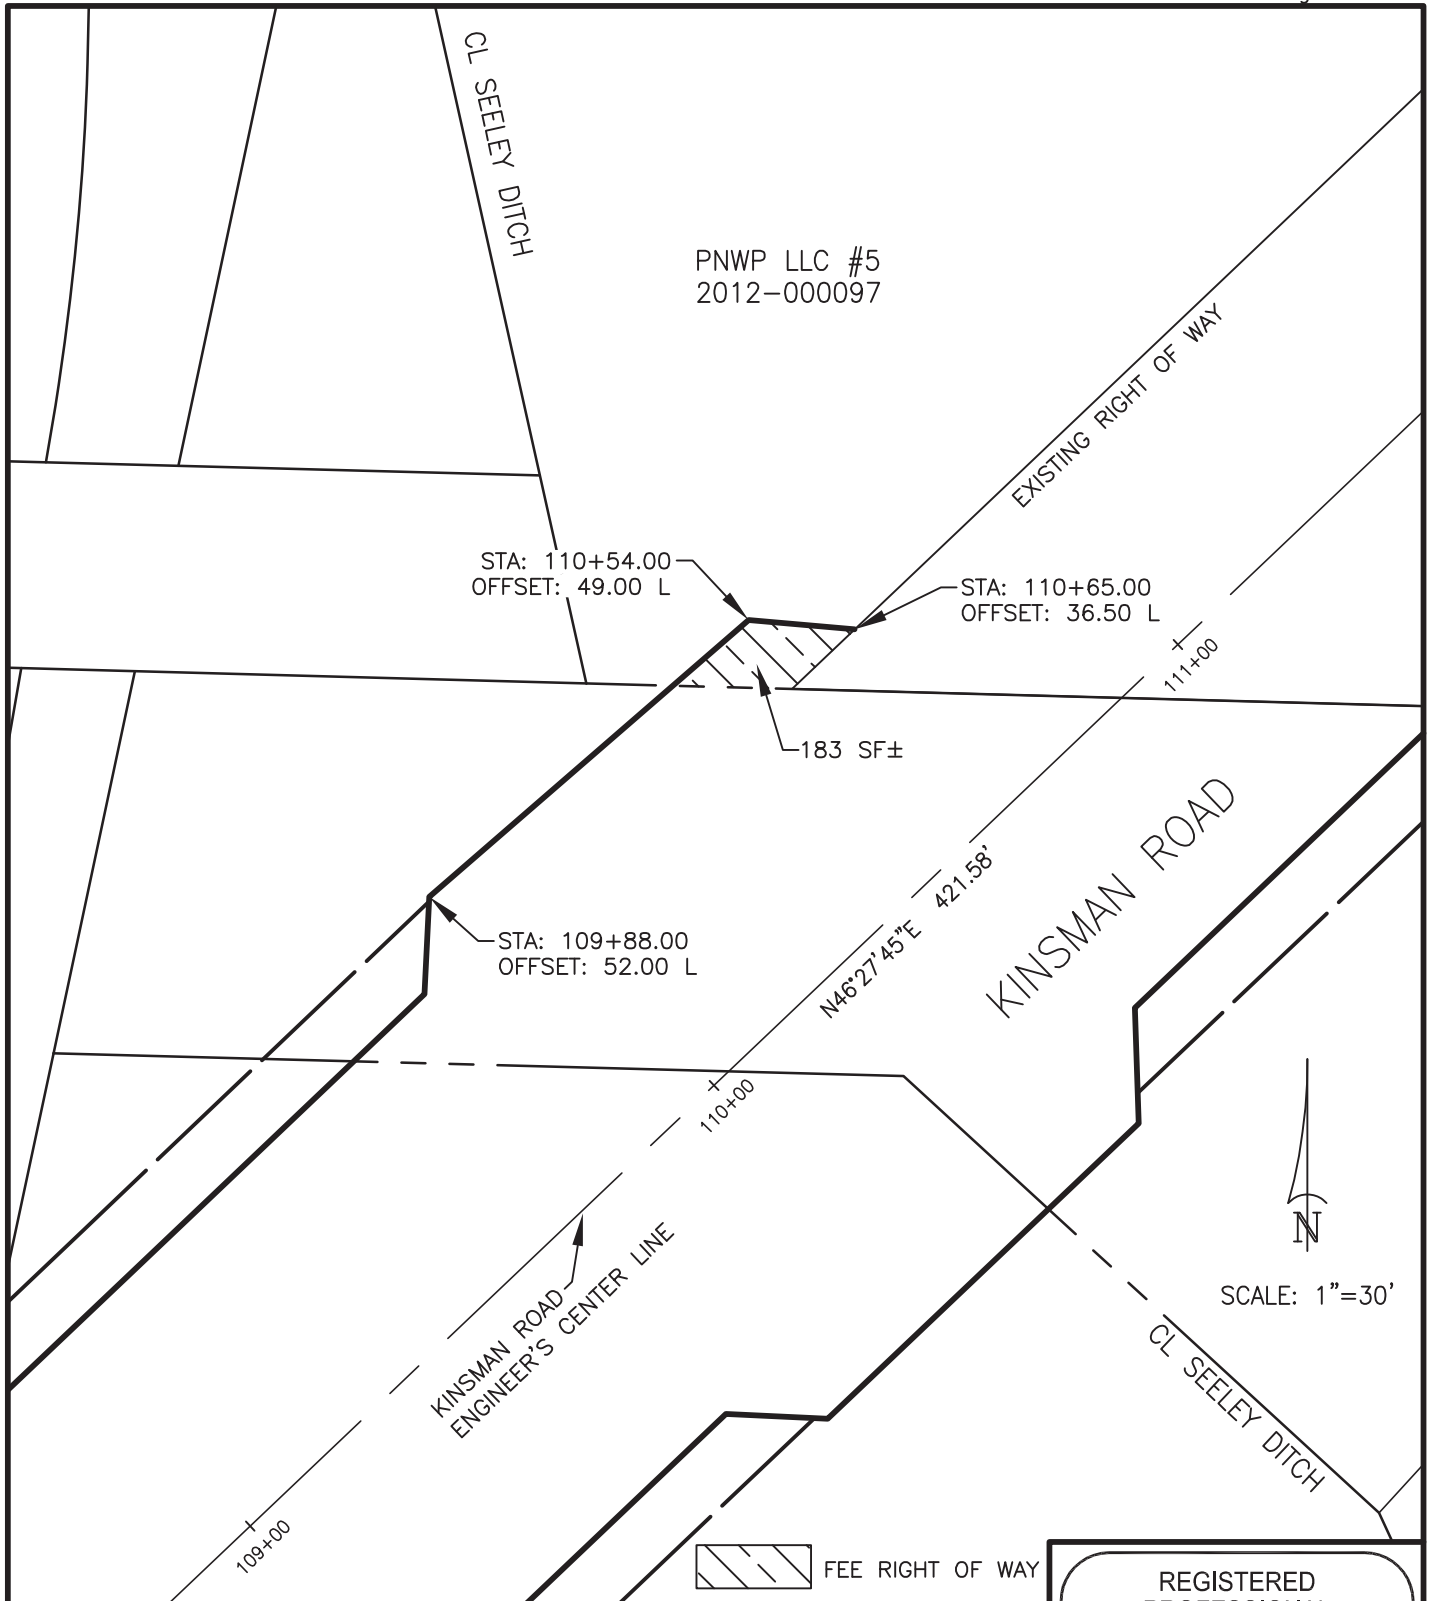 CL SEELEY DITCH
PNWP LLC #5
2012-000097
EXISTING RIGHT OF WAY
STA: 110+54.00
OFFSET: 49.00 L
STA: 110+65.00
OFFSET: 36.50 L
111+00
183 SF±
KINSMAN ROAD
N46°27'45"E 421.58'
STA: 109+88.00
OFFSET: 52.00 L
110+00
N
SCALE: 1"=30'
KINSMAN ROAD
ENGINEER'S CENTER LINE
CL SEELEY DITCH
109+00
FEE RIGHT OF WAY
REGISTERED